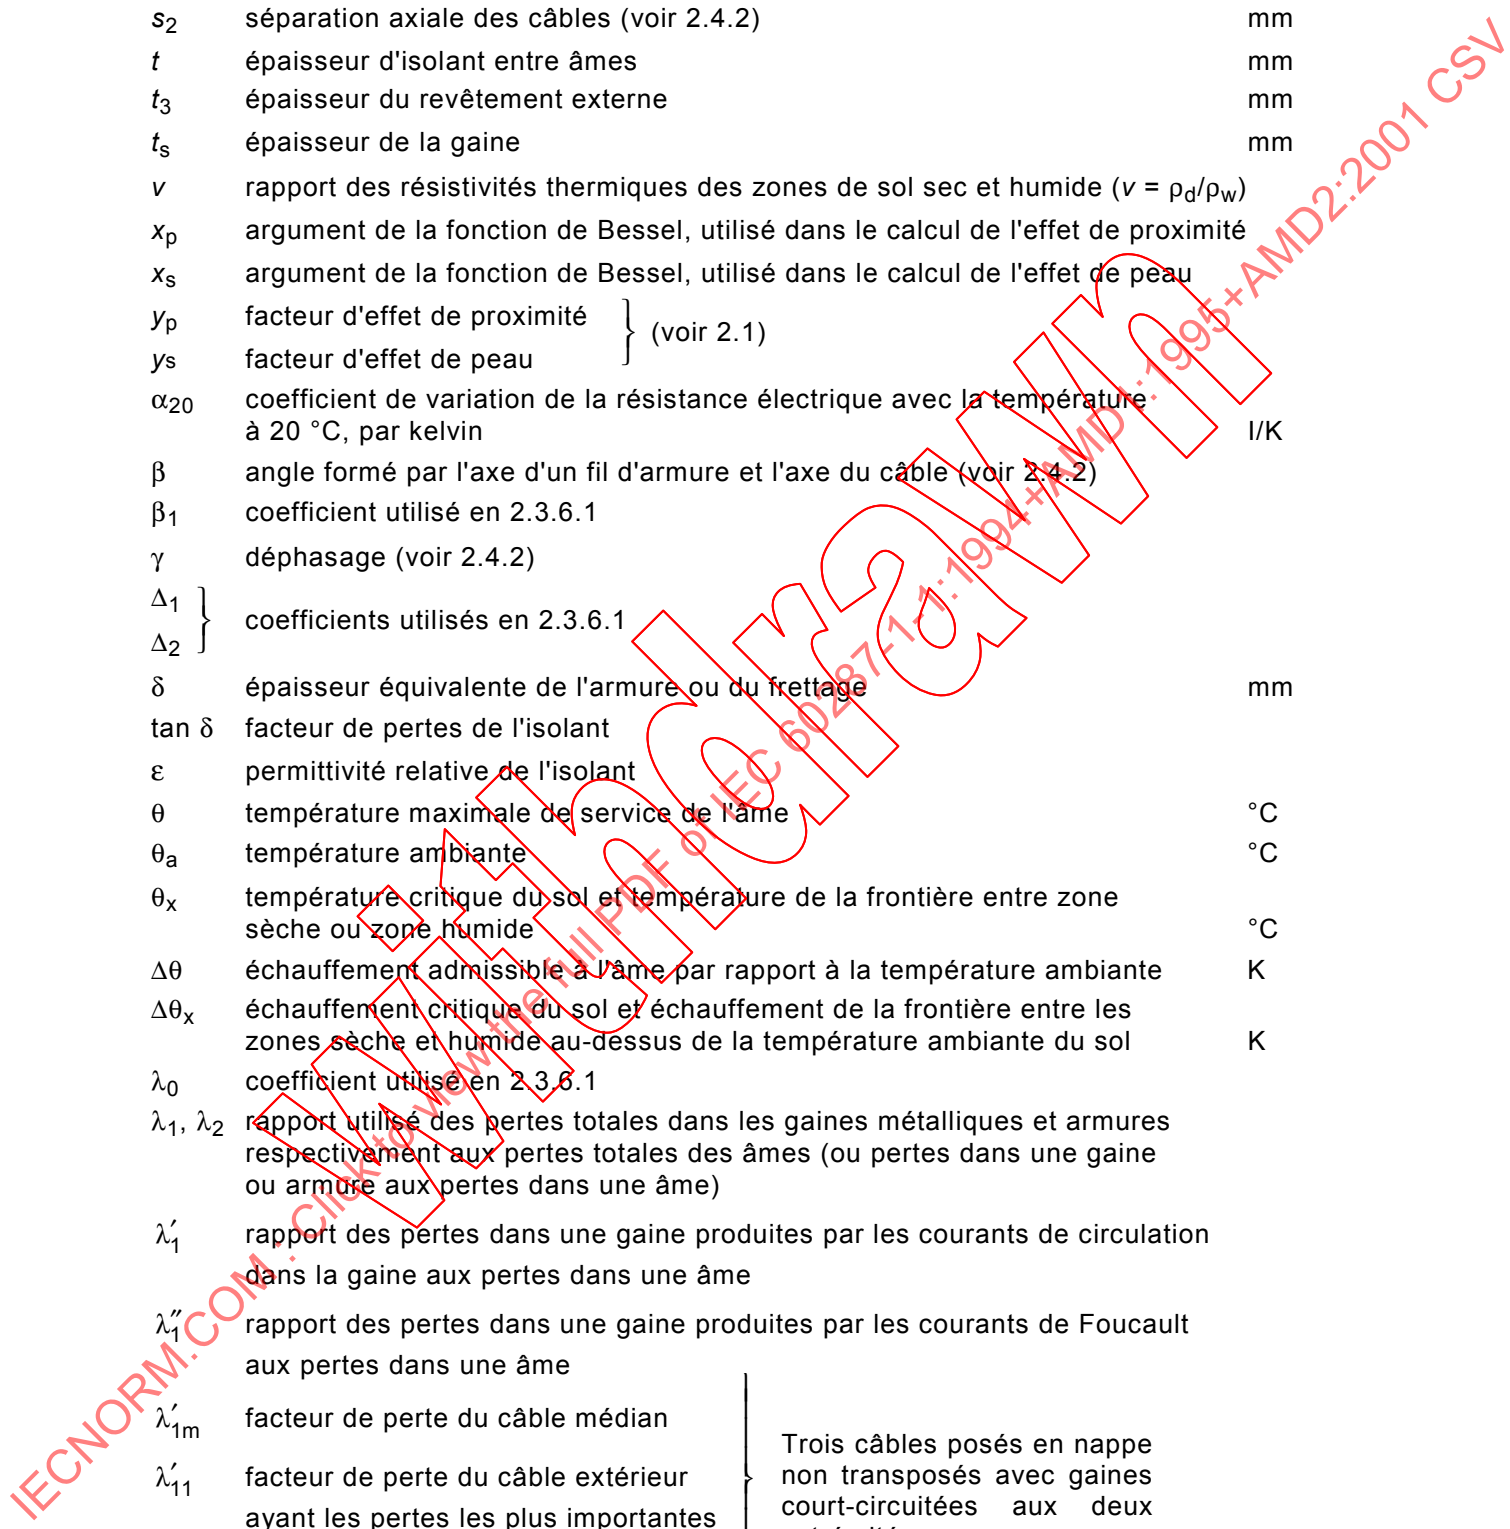 s2 séparation axiale des câbles (voir 2.4.2) mm
t épaisseur d'isolant entre âmes mm
t3 épaisseur du revêtement externe mm
ts épaisseur de la gaine mm
v rapport des résistivités thermiques des zones de sol sec et humide (v = ρd/ρw)
xp argument de la fonction de Bessel, utilisé dans le calcul de l'effet de proximité
xs argument de la fonction de Bessel, utilisé dans le calcul de l'effet de peau
yp facteur d'effet de proximité
(voir 2.1)
ys facteur d'effet de peau
α20 coefficient de variation de la résistance électrique avec la température
à 20 °C, par kelvin I/K
β angle formé par l'axe d'un fil d'armure et l'axe du câble (voir 2.4.2)
β1 coefficient utilisé en 2.3.6.1
γ déphasage (voir 2.4.2)
Δ1
coefficients utilisés en 2.3.6.1
Δ2
δ épaisseur équivalente de l'armure ou du frettage mm
tan δ facteur de pertes de l'isolant
ε permittivité relative de l'isolant
θ température maximale de service de l'âme °C
θa température ambiante °C
θx température critique du sol et température de la frontière entre zone
sèche ou zone humide °C
Δθ échauffement admissible à l'âme par rapport à la température ambiante K
Δθx échauffement critique du sol et échauffement de la frontière entre les
zones sèche et humide au-dessus de la température ambiante du sol K
λ0 coefficient utilisé en 2.3.6.1
λ1, λ2 rapport utilisé des pertes totales dans les gaines métalliques et armures
respectivement aux pertes totales des âmes (ou pertes dans une gaine
ou armure aux pertes dans une âme)
λ′1 rapport des pertes dans une gaine produites par les courants de circulation
dans la gaine aux pertes dans une âme
λ″1 rapport des pertes dans une gaine produites par les courants de Foucault
aux pertes dans une âme
λ′1m facteur de perte du câble médian
λ′11 facteur de perte du câble extérieur
ayant les pertes les plus importantes
Trois câbles posés en nappe
non transposés avec gaines
court-circuitées aux deux
withdrawn
IECNORM.COM : Click to view the full PDF of IEC 60287-1-1:1994+AMD1:1995+AMD2:2001 CSV